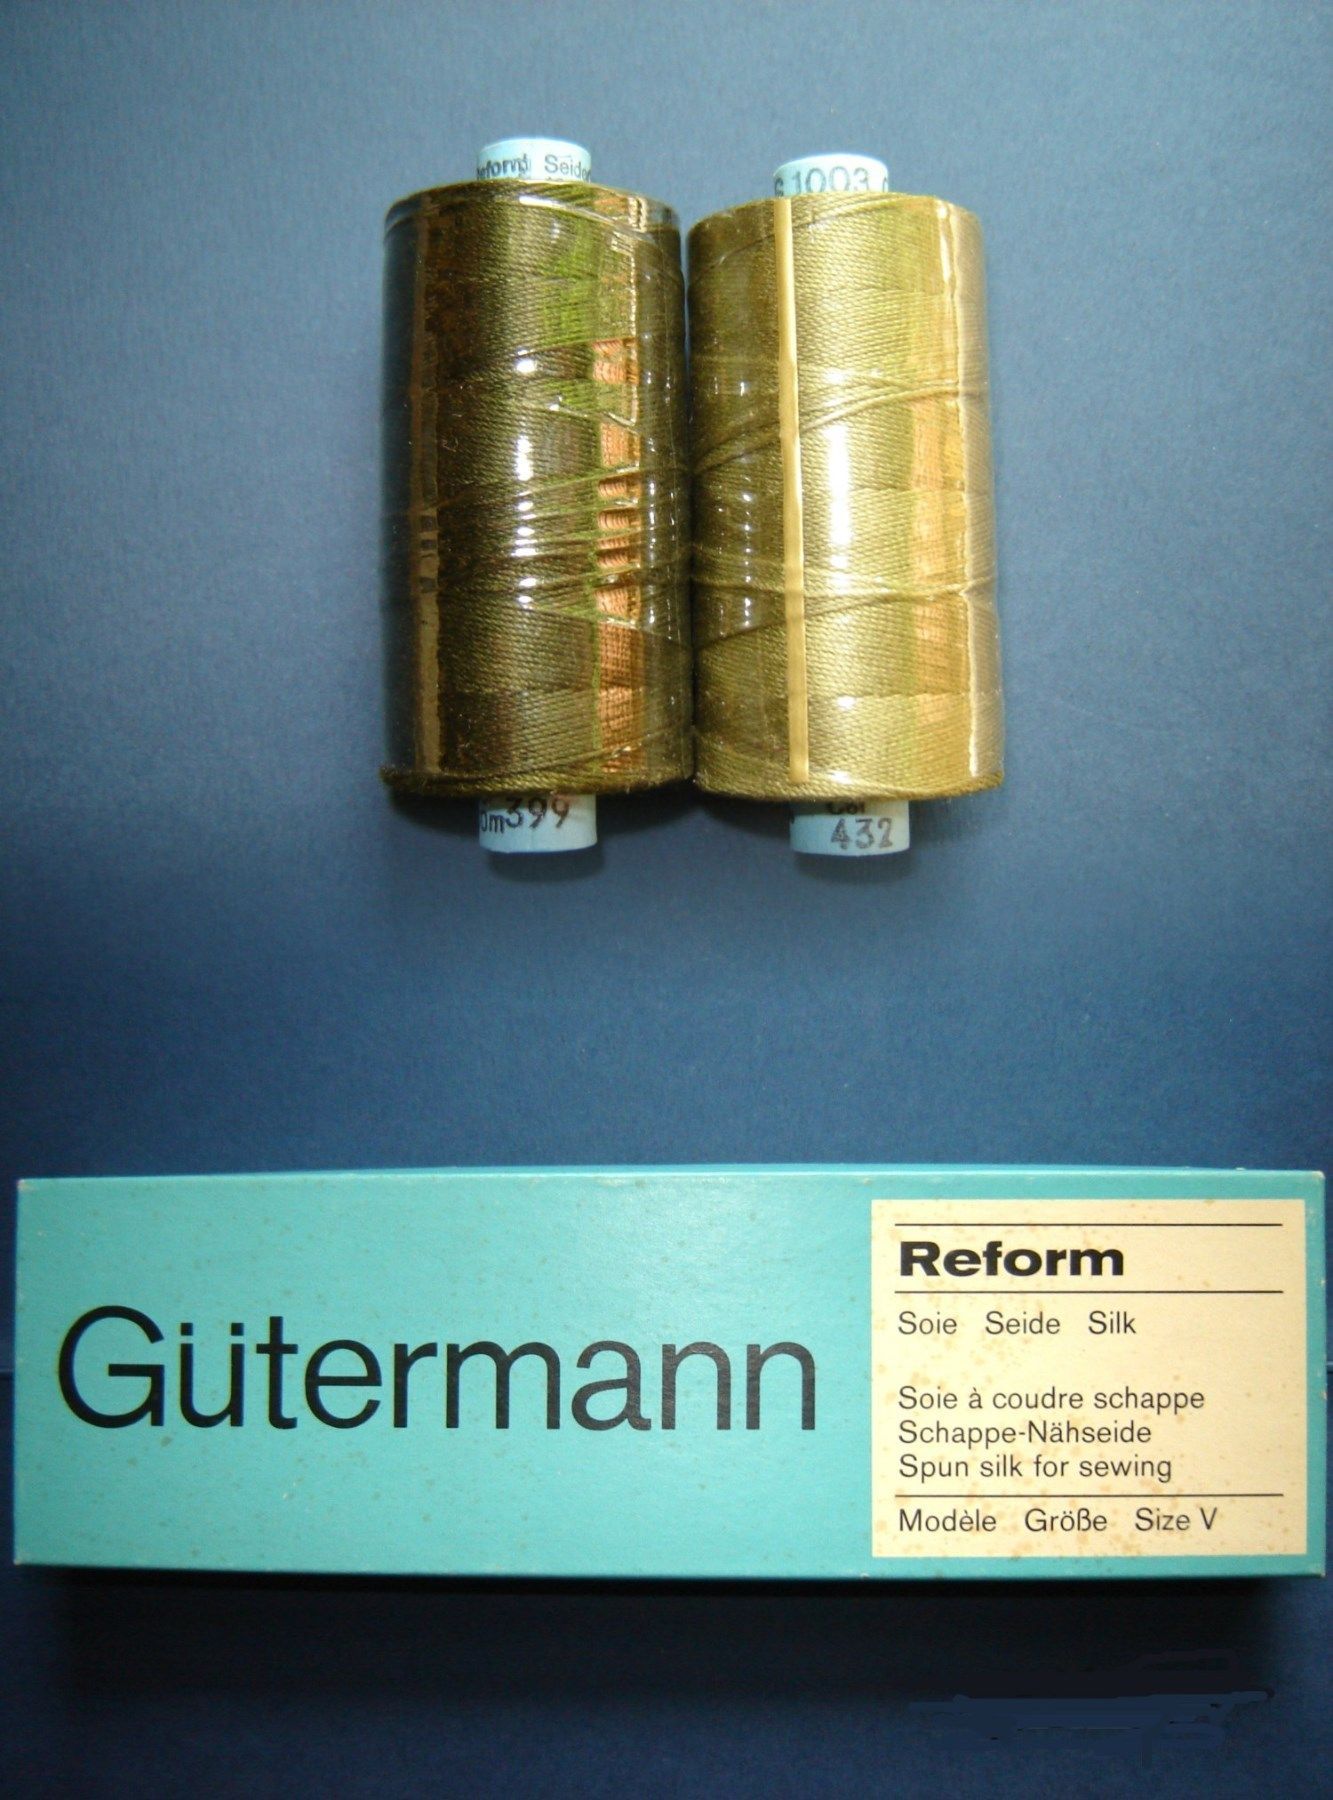 Seide
1003
399
Col
432
Gütermann
Reform
Soie Seide Silk
Soie à coudre schappe
Schappe-Nähseide
Spun silk for sewing
Modèle Größe Size V